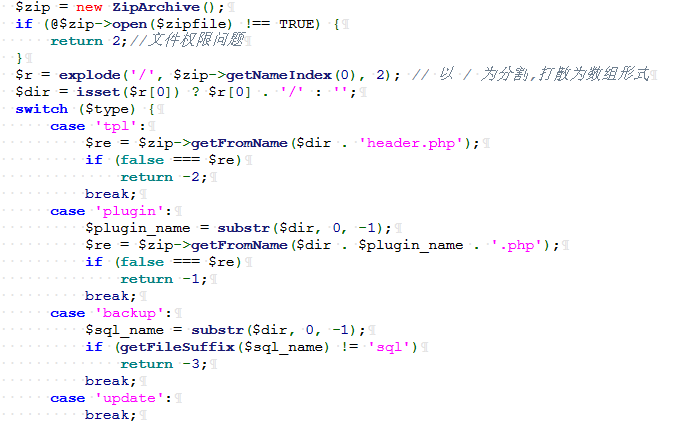 $zip = new ZipArchive();
if (@$zip->open($zipfile) !== TRUE) {
return 2;//文件权限问题
}
$r = explode('/', $zip->getNameIndex(0), 2); // 以 / 为分割,打散为数组形式
$dir = isset($r[0]) ? $r[0] . '/' : '';
switch ($type) {
case 'tpl':
$re = $zip->getFromName($dir . 'header.php');
if (false === $re)
return -2;
break;
case 'plugin':
$plugin_name = substr($dir, 0, -1);
$re = $zip->getFromName($dir . $plugin_name . '.php');
if (false === $re)
return -1;
break;
case 'backup':
$sql_name = substr($dir, 0, -1);
if (getFileSuffix($sql_name) != 'sql')
return -3;
break;
case 'update':
break;